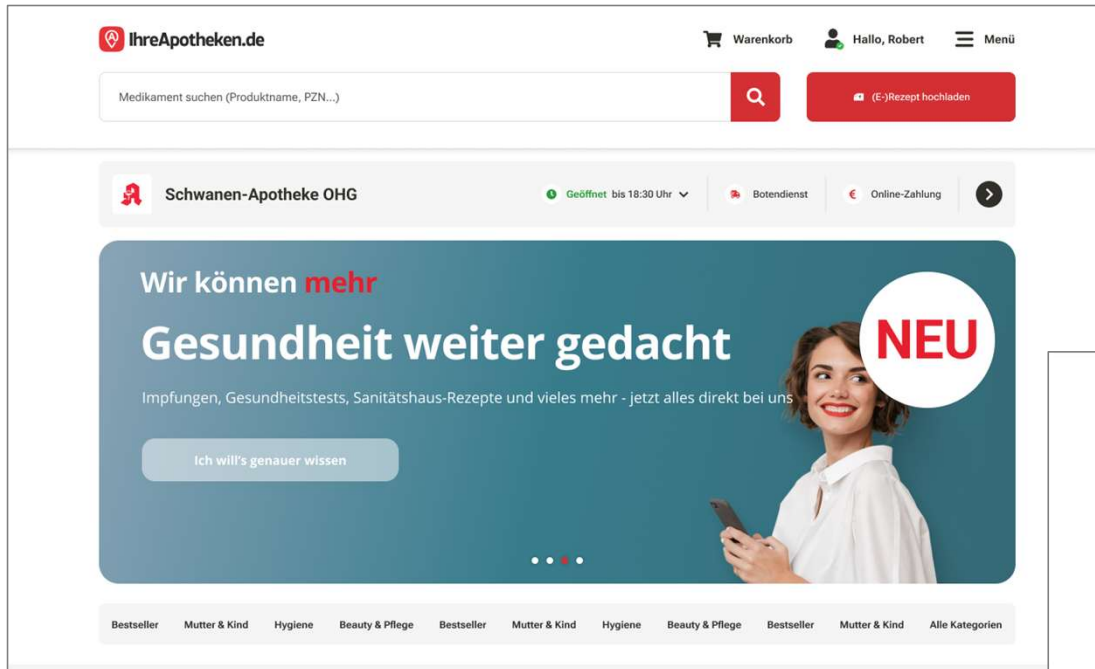 IhreApotheken.de
Warenkorb
Hallo, Robert
Menü
Medikament suchen (Produktname, PZN...)
(E-)Rezept hochladen
Schwanen-Apotheke OHG
Geöffnet bis 18:30 Uhr
Botendienst
€ Online-Zahlung
Wir können mehr
NEU
Gesundheit weiter gedacht
Impfungen, Gesundheitstests, Sanitätshaus-Rezepte und vieles mehr - jetzt alles direkt bei uns
Ich will's genauer wissen
Bestseller Mutter & Kind Hygiene Beauty & Pflege Bestseller Mutter & Kind Hygiene Beauty & Pflege Bestseller Mutter & Kind Alle Kategorien